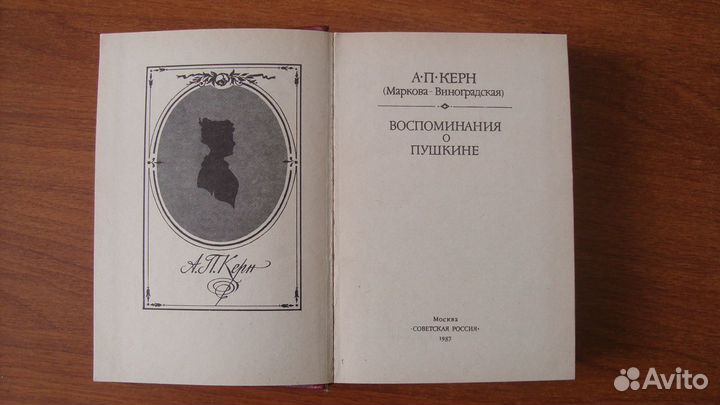 А. П. Керн
А·П·КЕРН
(Маркова-Виноградская)
ВОСПОМИНАНИЯ
О
ПУШКИНЕ
Москва
«СОВЕТСКАЯ РОССИЯ»
1987
Avito